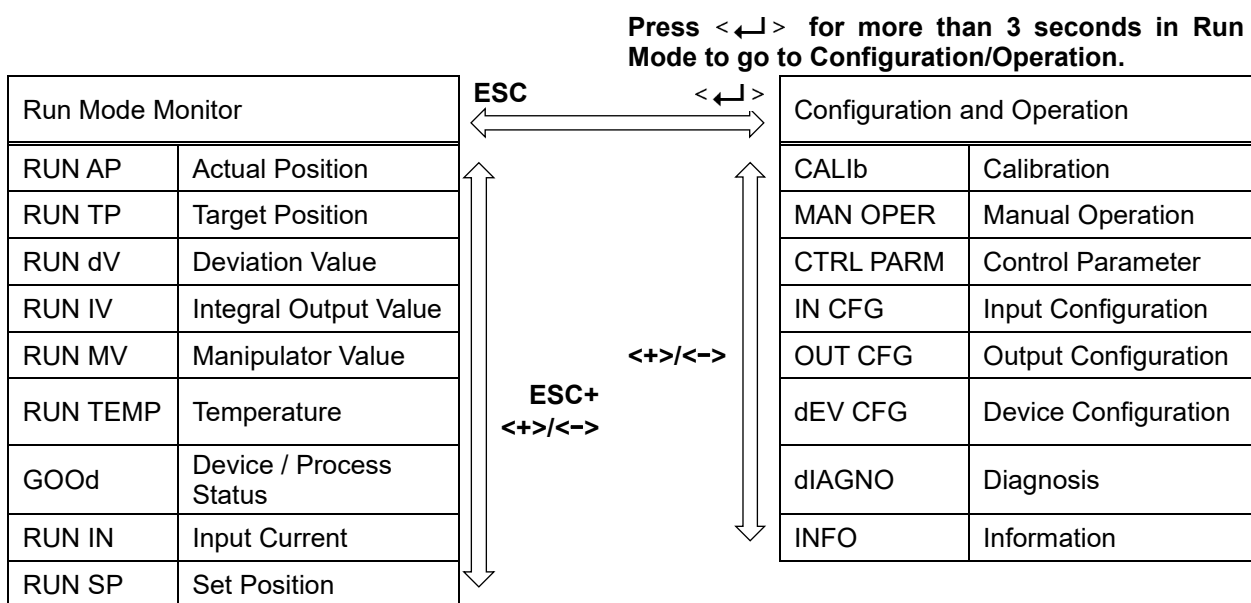 Press <↵> for more than 3 seconds in Run
Mode to go to Configuration/Operation.
Run Mode Monitor
ESC
<↵>
Configuration and Operation
RUN AP Actual Position
RUN TP Target Position
RUN dV Deviation Value
RUN IV Integral Output Value
RUN MV Manipulator Value
RUN TEMP Temperature
GOOd Device / Process
Status
RUN IN Input Current
RUN SP Set Position
ESC+
<+>/<−>
<+>/<−>
CALIb Calibration
MAN OPER Manual Operation
CTRL PARM Control Parameter
IN CFG Input Configuration
OUT CFG Output Configuration
dEV CFG Device Configuration
dIAGNO Diagnosis
INFO Information